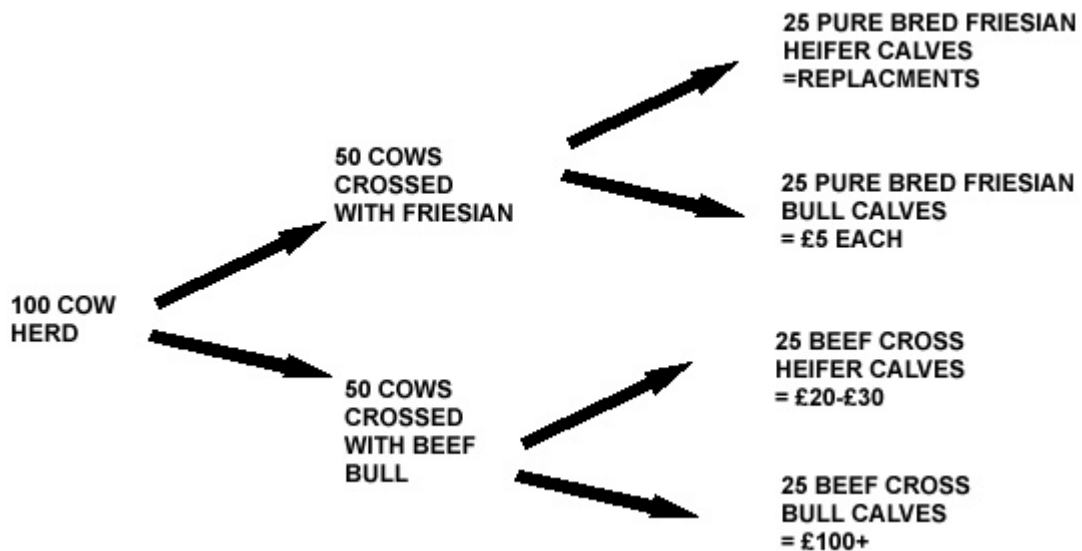 100 COW
HERD
50 COWS
CROSSED
WITH FRIESIAN
25 PURE BRED FRIESIAN
HEIFER CALVES
=REPLACMENTS
25 PURE BRED FRIESIAN
BULL CALVES
= £5 EACH
50 COWS
CROSSED
WITH BEEF
BULL
25 BEEF CROSS
HEIFER CALVES
= £20-£30
25 BEEF CROSS
BULL CALVES
= £100+